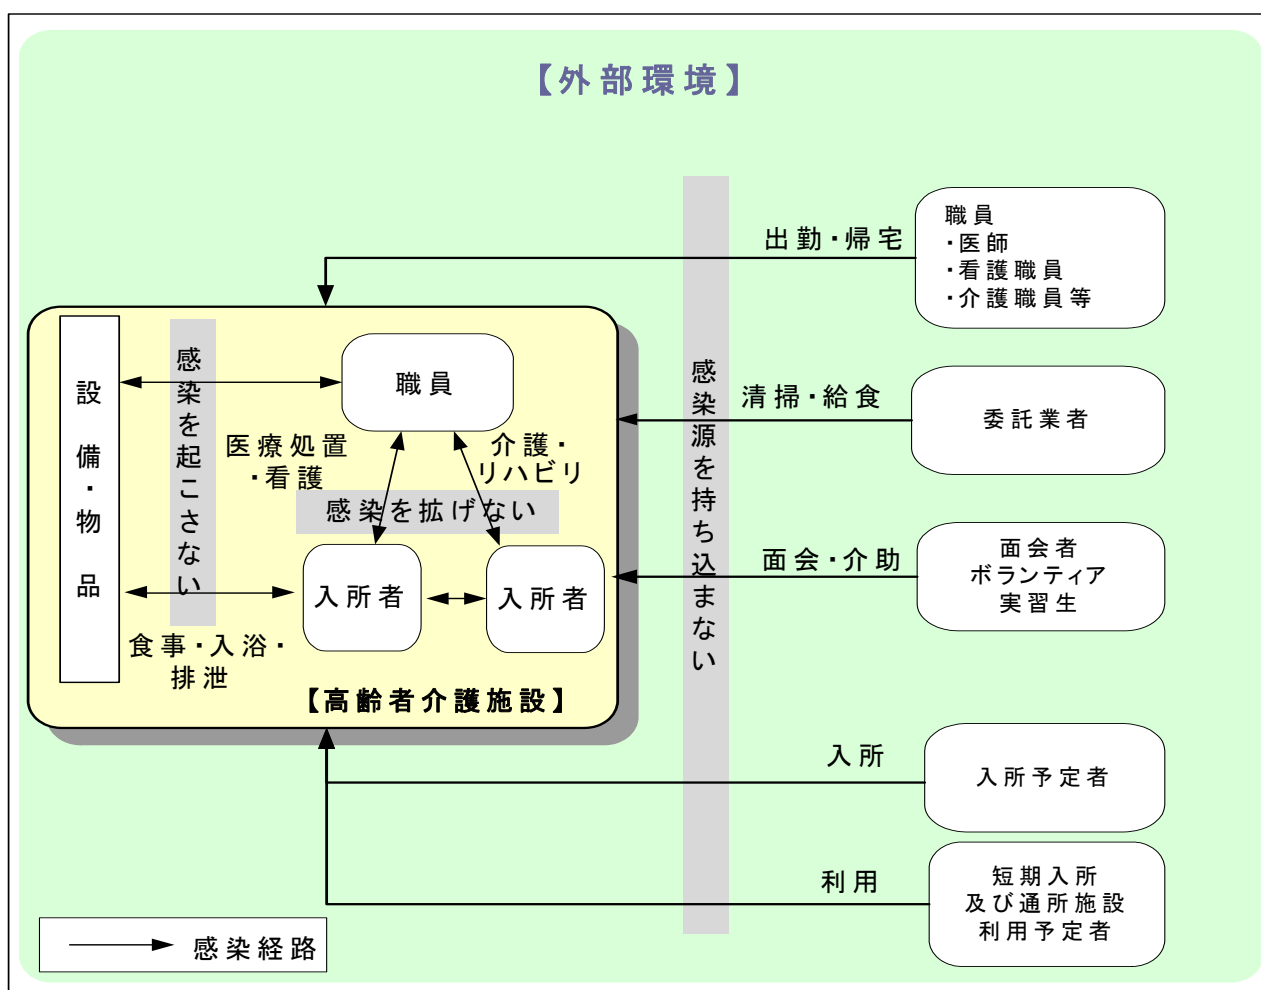 【外部環境】
出勤・帰宅
職員
・医師
・看護職員
・介護職員等
清掃・給食
委託業者
面会・介助
面会者
ボランティア
実習生
入所
入所予定者
利用
短期入所
及び通所施設
利用予定者
感染源を持ち込まない
設備・物品
感染を起こさない
職員
医療処置
・看護
介護・
リハビリ
感染を拡げない
入所者
入所者
食事・入浴・
排泄
【高齢者介護施設】
感染経路